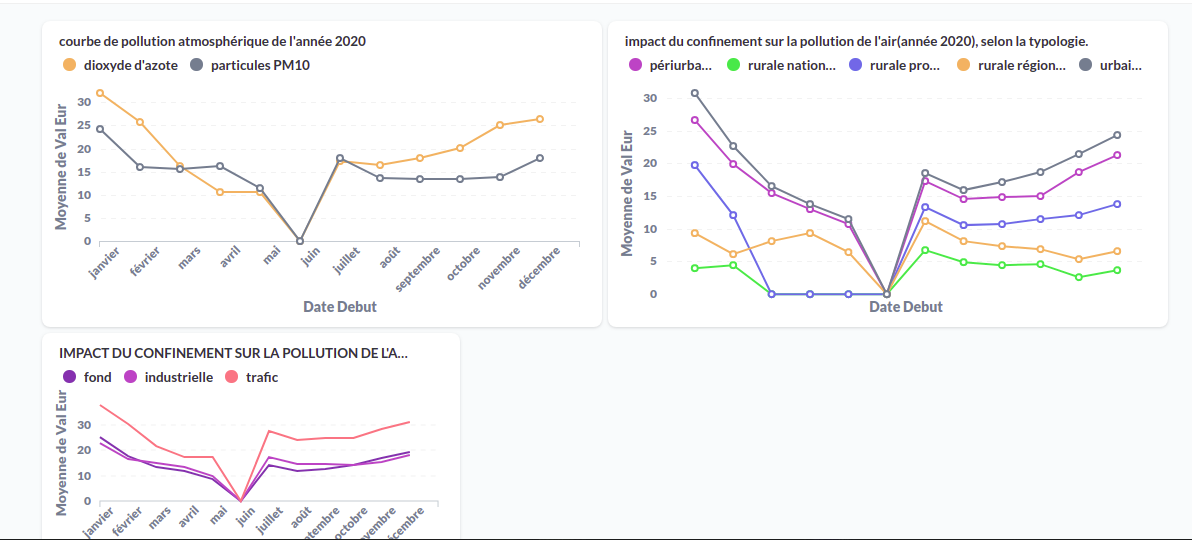 courbe de pollution atmosphérique de l'année 2020
dioxyde d'azote particules PM10
Moyenne de Val Eur
30
25
20
15
10
5
0
janvier février mars avril mai juin juillet août septembre octobre novembre décembre
Date Debut
impact du confinement sur la pollution de l'air(année 2020), selon la typologie.
périurba... rurale nation... rurale pro... rurale région... urbai...
Moyenne de Val Eur
30
25
20
15
10
5
0
Date Debut
IMPACT DU CONFINEMENT SUR LA POLLUTION DE L'A...
fond industrielle trafic
Moyenne de Val Eur
30
20
10
0
janvier février mars avril mai juin juillet août tembre octobre vembre écembre